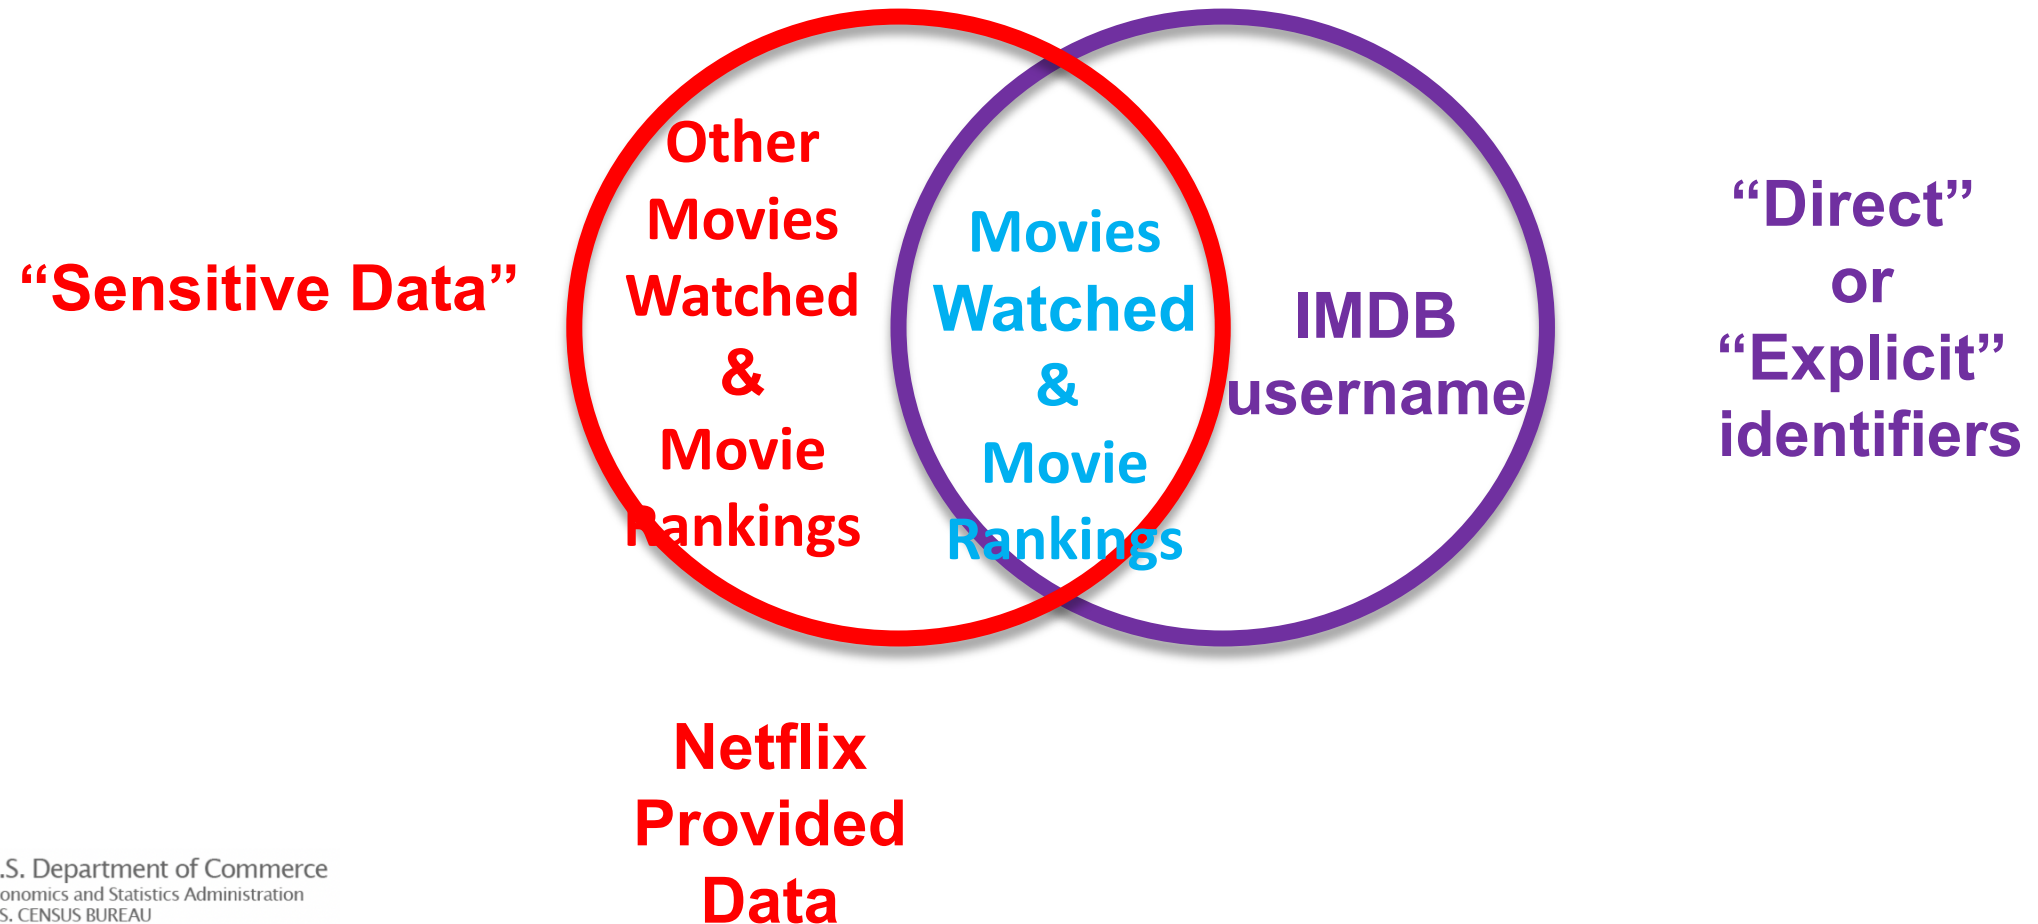 “Sensitive Data”
Other
Movies
Watched
&
Movie
Rankings
Movies
Watched
&
Movie
Rankings
IMDB
username
“Direct”
or
“Explicit”
identifiers
Netflix
Provided
Data
.S. Department of Commerce
onomics and Statistics Administration
S. CENSUS BUREAU